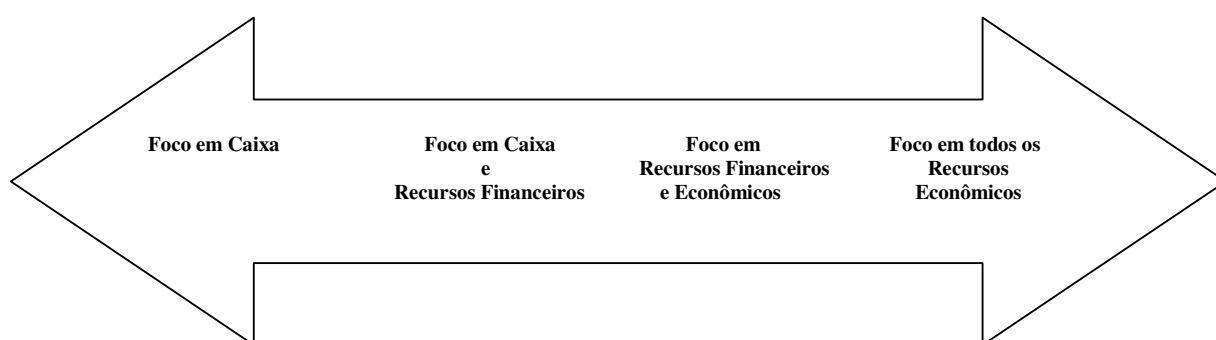 Foco em Caixa
Foco em Caixa
e
Recursos Financeiros
Foco em
Recursos Financeiros
e Econômicos
Foco em todos os
Recursos
Econômicos